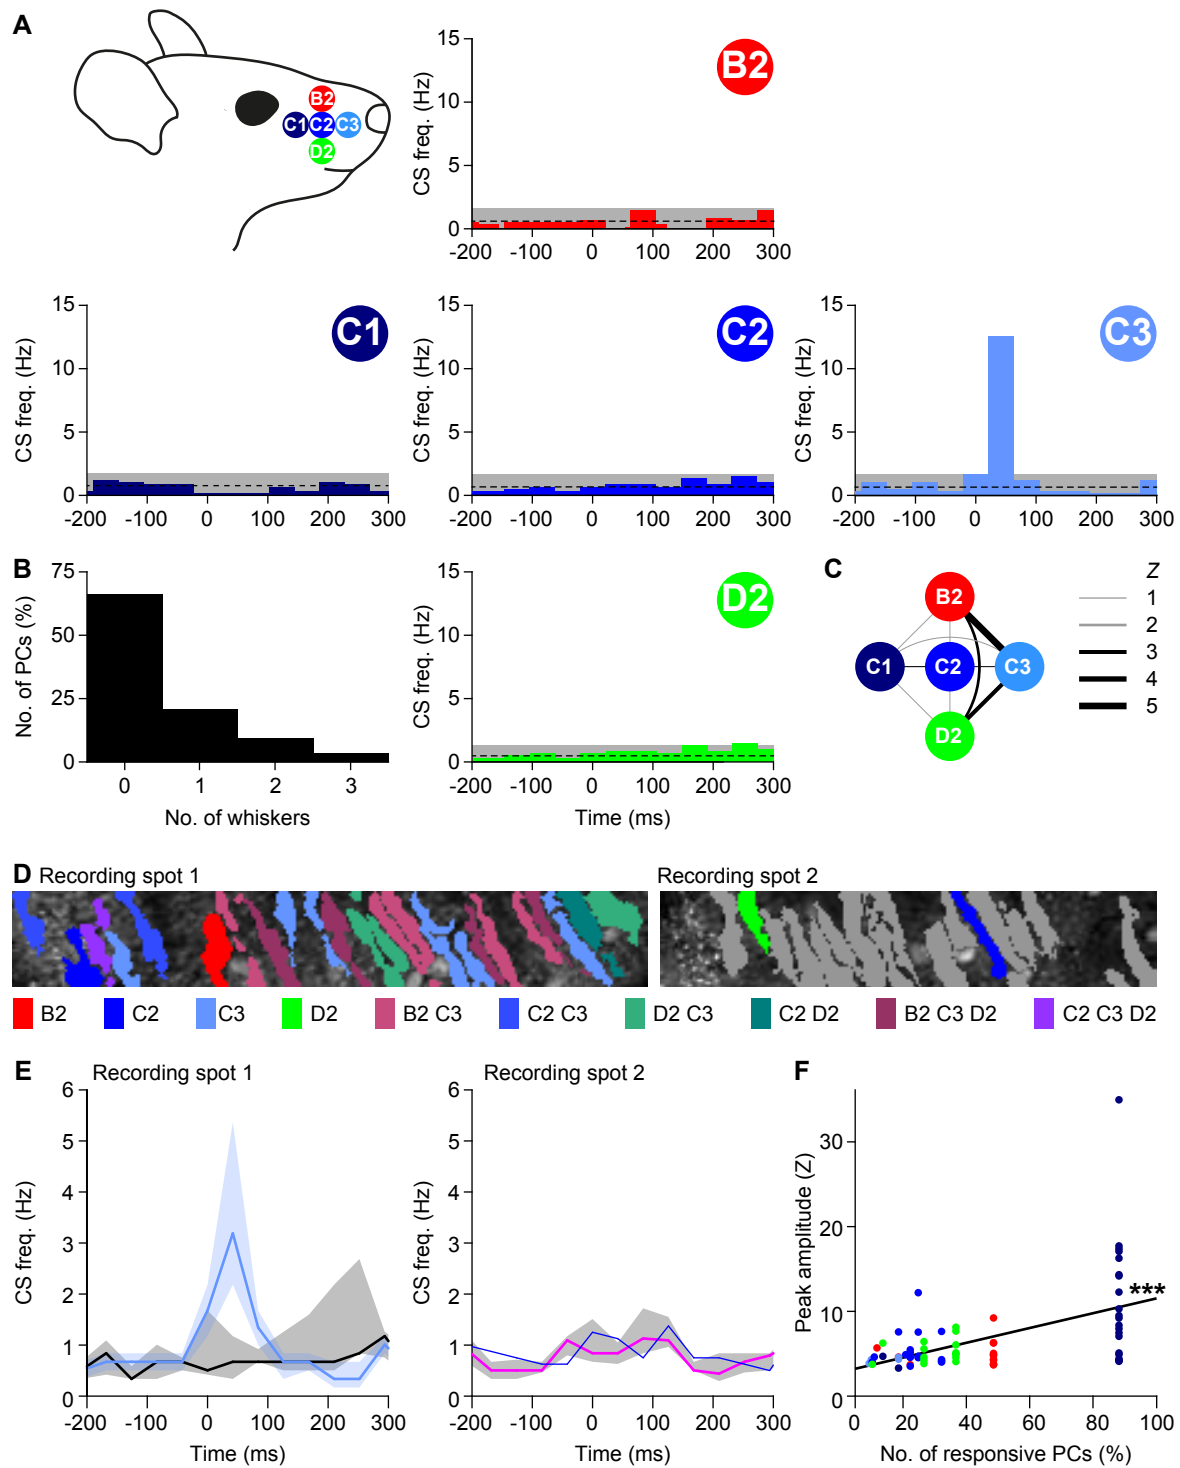 A
B2
C1 C2 C3
D2
CS freq. (Hz)
15
10
5
0
-200 -100 0 100 200 300
B2
CS freq. (Hz)
15
10
5
0
-200 -100 0 100 200 300
C1
CS freq. (Hz)
15
10
5
0
-200 -100 0 100 200 300
C2
CS freq. (Hz)
15
10
5
0
-200 -100 0 100 200 300
C3
B
No. of PCs (%)
75
50
25
0
0 1 2 3
No. of whiskers
CS freq. (Hz)
15
10
5
0
-200 -100 0 100 200 300
Time (ms)
D2
C
B2
C1 C2 C3
D2
Z
1
2
3
4
5
D Recording spot 1
Recording spot 2
B2 C2 C3 D2 B2 C3 C2 C3 D2 C3 C2 D2 B2 C3 D2 C2 C3 D2
E Recording spot 1
CS freq. (Hz)
6
5
4
3
2
1
0
-200 -100 0 100 200 300
Time (ms)
Recording spot 2
CS freq. (Hz)
6
5
4
3
2
1
0
-200 -100 0 100 200 300
Time (ms)
F
Peak amplitude (Z)
30
20
10
0
***
0 20 40 60 80 100
No. of responsive PCs (%)